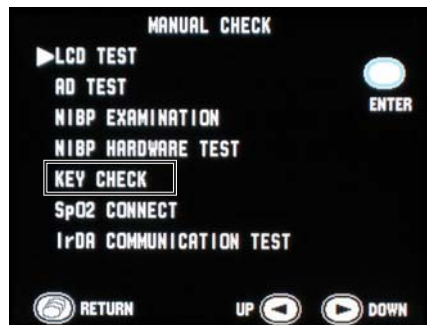 MANUAL CHECK
LCD TEST
AD TEST
ENTER
NIBP EXAMINATION
NIBP HARDWARE TEST
KEY CHECK
SpO2 CONNECT
IrDA COMMUNICATION TEST
RETURN UP DOWN